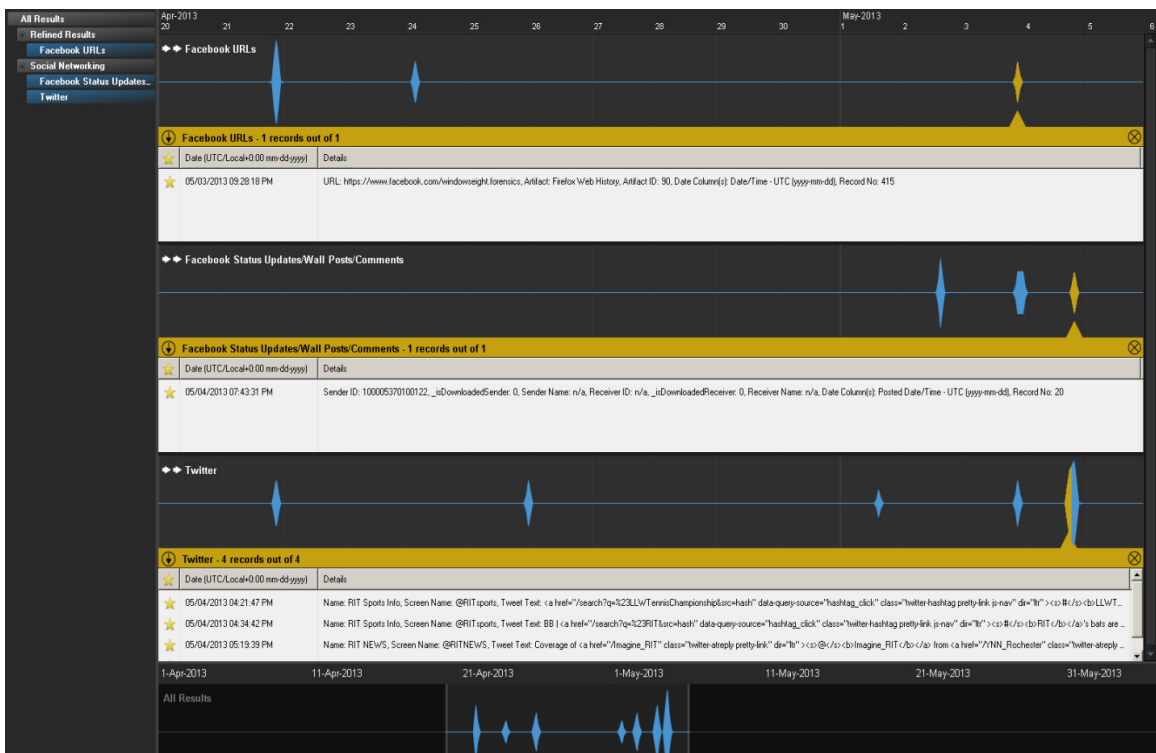 All Results
Refined Results
Facebook URLs
Social Networking
Facebook Status Updates...
Twitter
Apr-2013 May-2013
20 21 22 23 24 25 26 27 28 29 30 1 2 3 4 5 6
Facebook URLs
Facebook URLs - 1 records out of 1
Date (UTC/Local+0:00 mm-dd-yyyy) Details
05/03/2013 09:28:18 PM URL: https://www.facebook.com/windowseight.forensics, Artifact: Firefox Web History, Artifact ID: 90, Date Column(s): Date/Time - UTC (yyyy-mm-dd), Record No: 415
Facebook Status Updates/Wall Posts/Comments
Facebook Status Updates/Wall Posts/Comments - 1 records out of 1
Date (UTC/Local+0:00 mm-dd-yyyy) Details
05/04/2013 07:43:31 PM Sender ID: 100005370100122, _isDownloadedSender: 0, Sender Name: n/a, Receiver ID: n/a, _isDownloadedReceiver: 0, Receiver Name: n/a, Date Column(s): Posted Date/Time - UTC (yyyy-mm-dd), Record No: 20
Twitter
Twitter - 4 records out of 4
Date (UTC/Local+0:00 mm-dd-yyyy) Details
05/04/2013 04:21:47 PM Name: RIT Sports Info, Screen Name: @RITsports, Tweet Text: <a href="/search?q=%23LLWTennisChampionship&src=hash" data-query-source="hashtag_click" class="twitter-hashtag pretty-link js-nav" dir="ltr" ><s>#</s><b>LLWT...
05/04/2013 04:34:42 PM Name: RIT Sports Info, Screen Name: @RITsports, Tweet Text: BB | <a href="/search?q=%23RIT&src=hash" data-query-source="hashtag_click" class="twitter-hashtag pretty-link js-nav" dir="ltr" ><s>#</s><b>RIT</b></a>'s bats are ...
05/04/2013 05:19:39 PM Name: RIT NEWS, Screen Name: @RITNEWS, Tweet Text: Coverage of <a href="/Imagine_RIT" class="twitter-atreply pretty-link" dir="ltr" ><s>@</s><b>Imagine_RIT</b></a> from <a href="/YNN_Rochester" class="twitter-atreply ...
1-Apr-2013 11-Apr-2013 21-Apr-2013 1-May-2013 11-May-2013 21-May-2013 31-May-2013
All Results